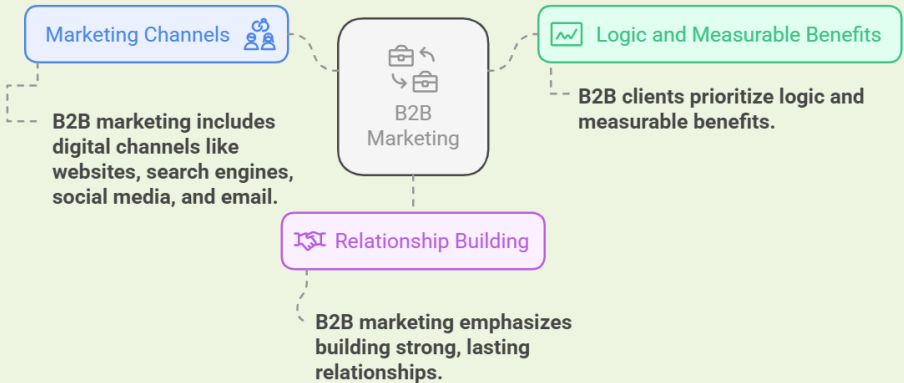 Marketing Channels
B2B marketing includes
digital channels like
websites, search engines,
social media, and email.
B2B
Marketing
Logic and Measurable Benefits
B2B clients prioritize logic and
measurable benefits.
Relationship Building
B2B marketing emphasizes
building strong, lasting
relationships.